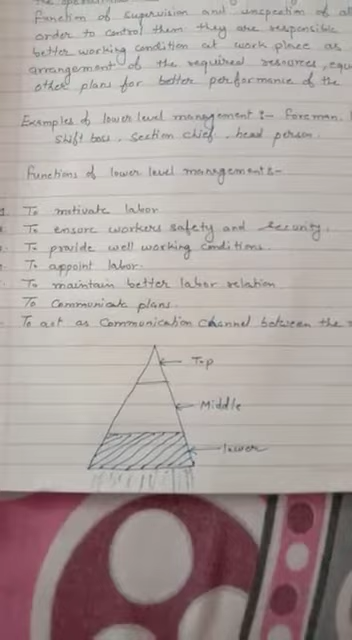 function of supervision and inspection of
order to control them they are responsible
better working condition at work place as
arrangement of the required resources, equ
other plans for better performance of the
Examples of lower level management :- foreman,
shift boss, section chief, head person.
functions of lower level management :-
To motivate labor
To ensure workers safety and security.
To provide well working conditions.
To appoint labor.
To maintain better labor relation
To communicate plans.
To act as communication channel between the
Top
Middle
lower